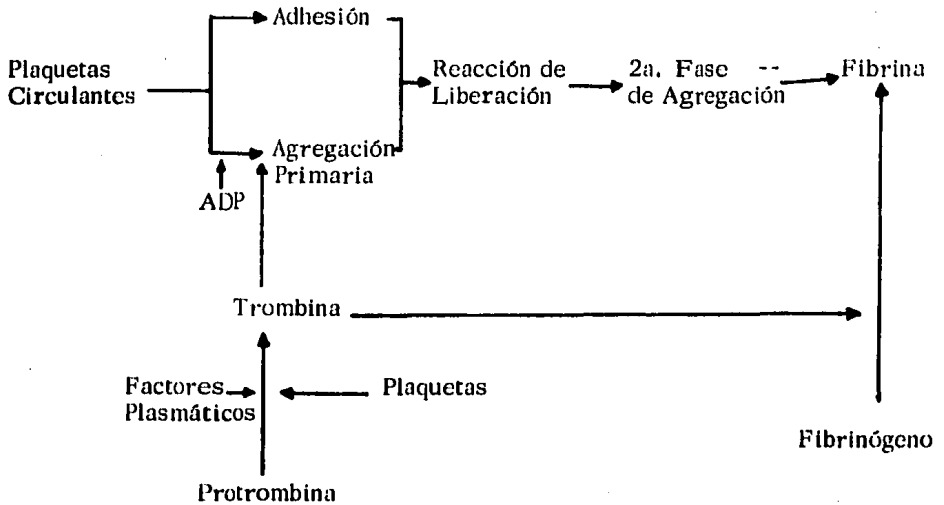 Adhesión
Plaquetas
Circulantes
Reacción de
Liberación
2a. Fase --
de Agregación
Fibrina
Agregación
Primaria
ADP
Trombina
Factores
Plasmáticos
Plaquetas
Fibrinógeno
Protrombina